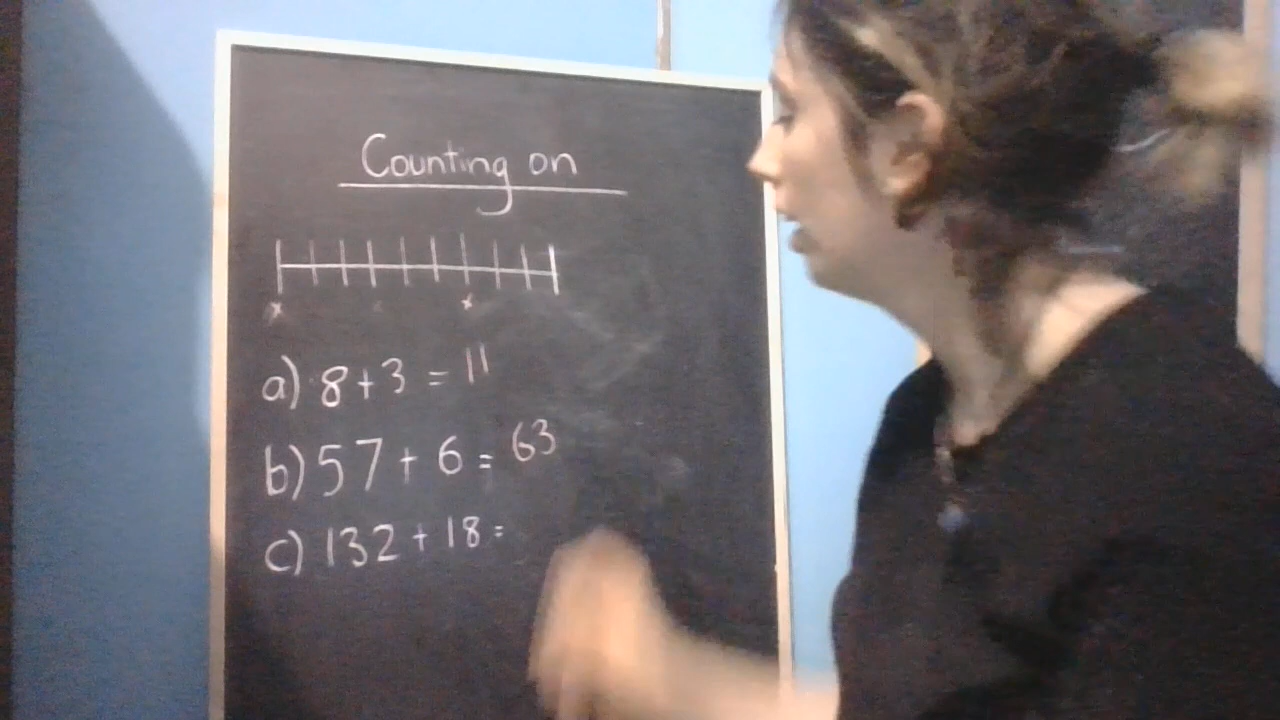 Counting on
x x
a) 8 + 3 = 11
b) 57 + 6 = 63
c) 132 + 18 =